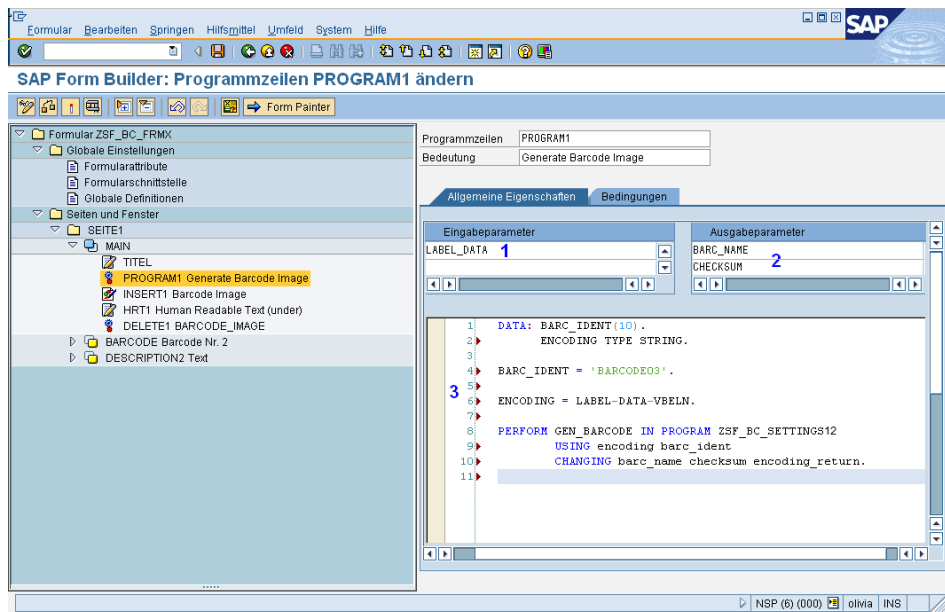 Formular Bearbeiten Springen Hilfsmittel Umfeld System Hilfe
SAP
SAP Form Builder: Programmzeilen PROGRAM1 ändern
Form Painter
Formular ZSF_BC_FRMX
Globale Einstellungen
Formularattribute
Formularschnittstelle
Globale Definitionen
Seiten und Fenster
SEITE1
MAIN
TITEL
PROGRAM1 Generate Barcode Image
INSERT1 Barcode Image
HRT1 Human Readable Text (under)
DELETE1 BARCODE_IMAGE
BARCODE Barcode Nr. 2
DESCRIPTION2 Text
Programmzeilen PROGRAM1
Bedeutung Generate Barcode Image
Allgemeine Eigenschaften Bedingungen
Eingabeparameter
LABEL_DATA 1
Ausgabeparameter
BARC_NAME
CHECKSUM 2
3
1 DATA: BARC_IDENT(10).
2 ENCODING TYPE STRING.
3
4 BARC_IDENT = 'BARCODE03'.
5
6 ENCODING = LABEL-DATA-VBELN.
7
8 PERFORM GEN_BARCODE IN PROGRAM ZSF_BC_SETTINGS12
9 USING encoding barc_ident
10 CHANGING barc_name checksum encoding_return.
11
NSP (6) (000) olivia INS